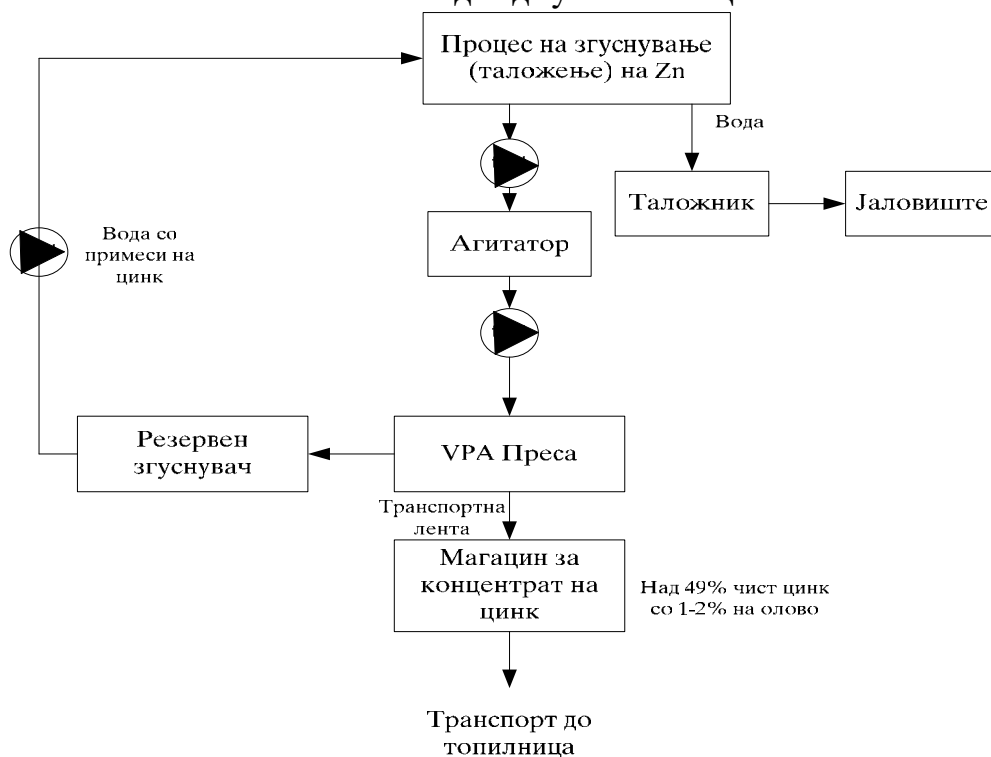 Процес на згуснување
(таложење) на Zn
Вода
Таложник
Јаловиште
Агитатор
Вода со
примеси на
цинк
Резервен
згуснувач
VPA Преса
Транспортна
лента
Магацин за
концентрат на
цинк
Над 49% чист цинк
со 1-2% на олово
Транспорт до
топилница